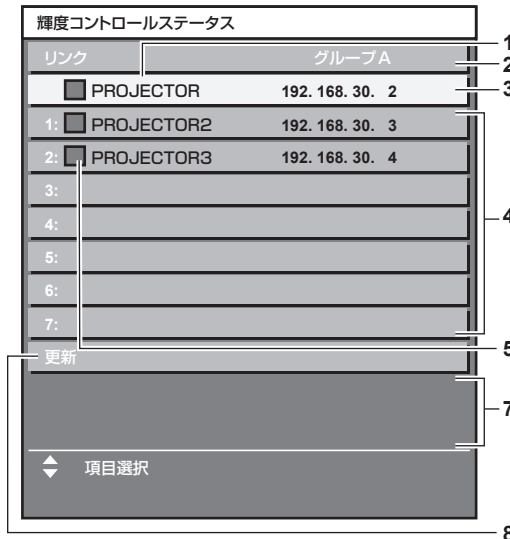 輝度コントロールステータス
リンク グループA
PROJECTOR 192. 168. 30. 2
1: PROJECTOR2 192. 168. 30. 3
2: PROJECTOR3 192. 168. 30. 4
3:
4:
5:
6:
7:
更新
項目選択
1
2
3
4
5
7
8